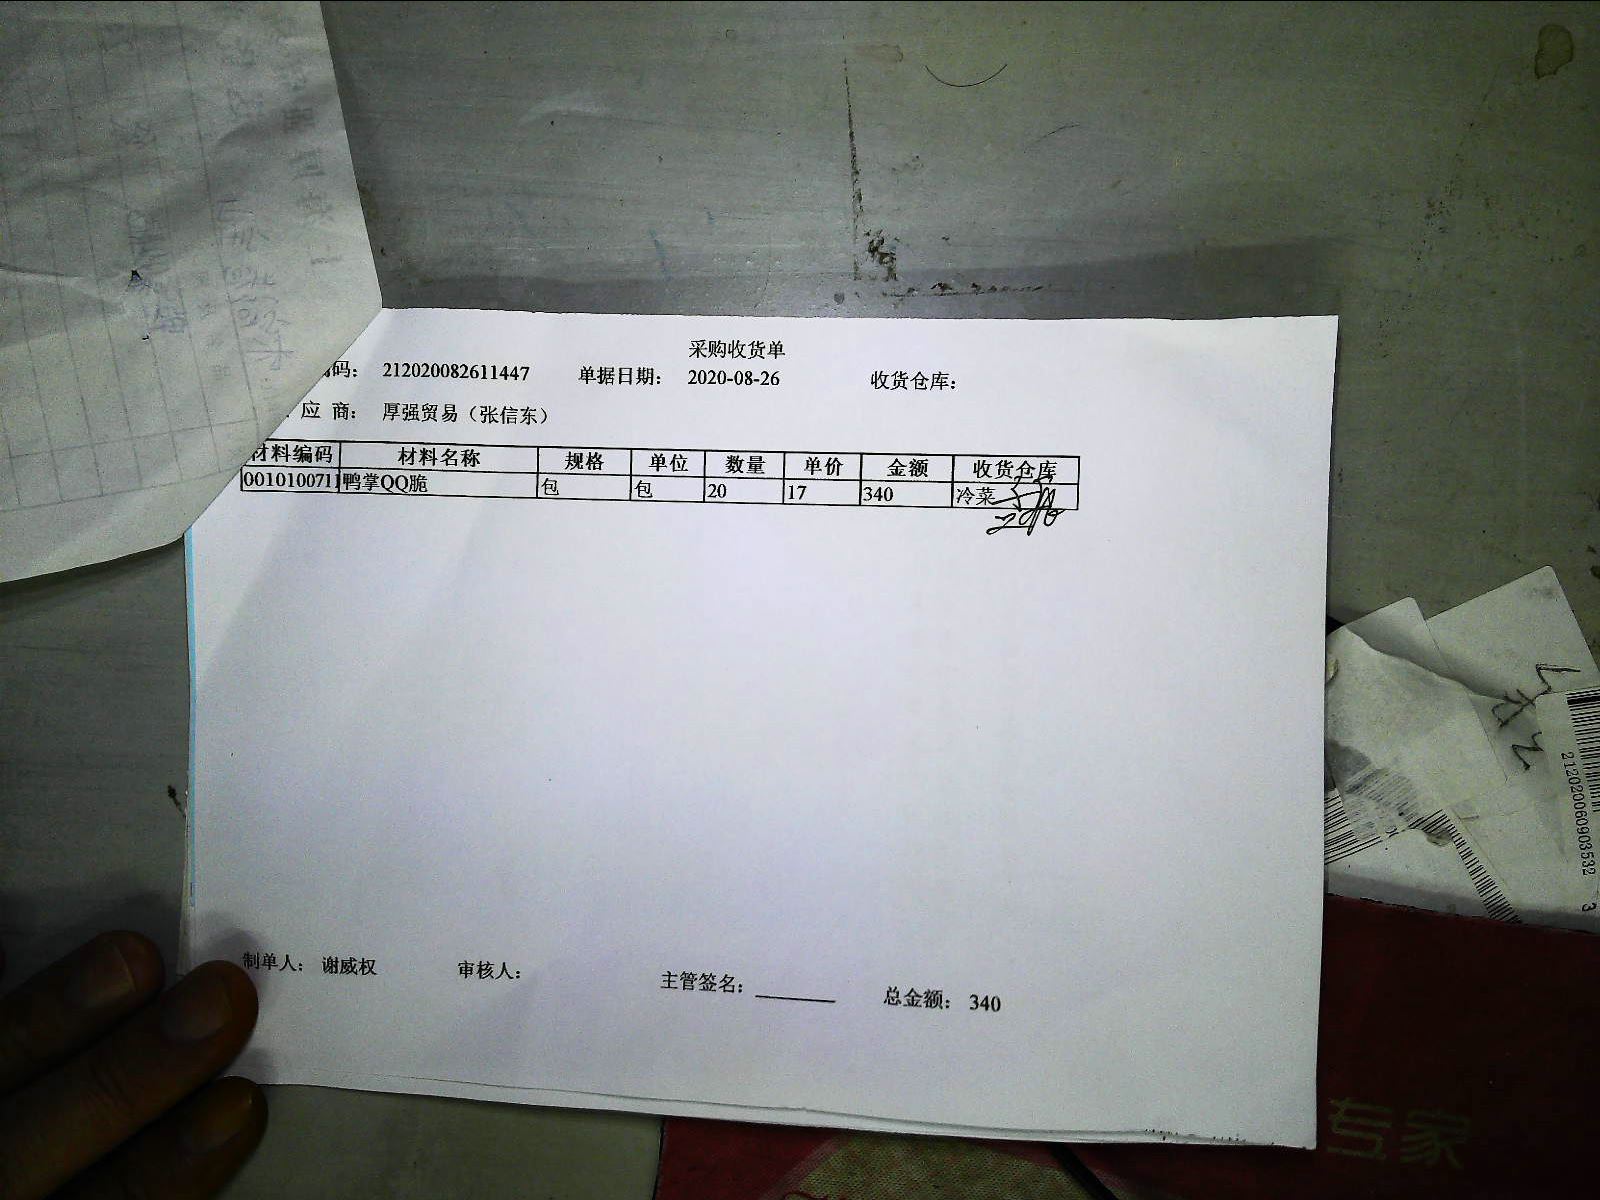 采购收货单
码： 212020082611447 单据日期： 2020-08-26 收货仓库：
应 商： 厚强贸易（张信东）
材料编码 材料名称 规格 单位 数量 单价 金额 收货仓库
0010100711 鸭掌QQ脆 包 包 20 17 340 冷菜
制单人： 谢威权 审核人： 主管签名： 总金额： 340
2120200609035323
专家